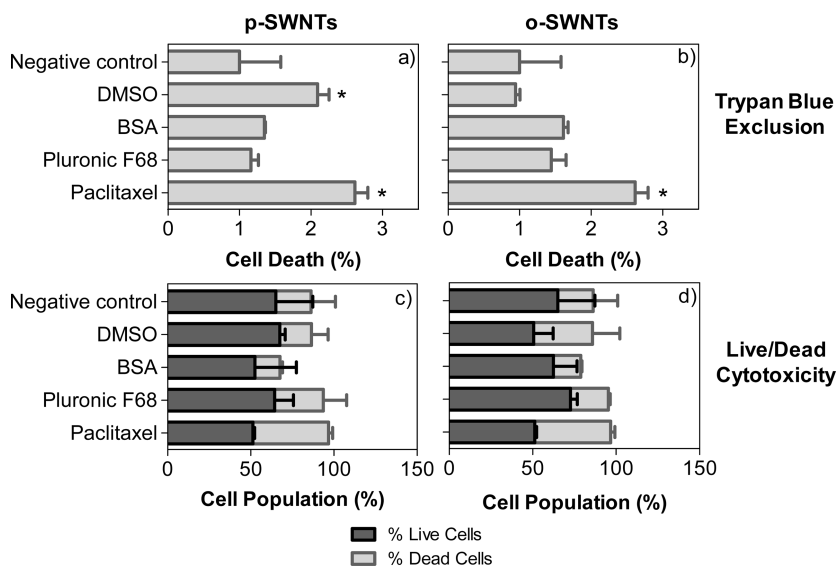 p-SWNTs
o-SWNTs
Negative control
DMSO
BSA
Pluronic F68
Paclitaxel
a)
*
*
0 1 2 3
Cell Death (%)
b)
*
0 1 2 3
Cell Death (%)
Trypan Blue
Exclusion
Negative control
DMSO
BSA
Pluronic F68
Paclitaxel
c)
0 50 100 150
Cell Population (%)
d)
0 50 100 150
Cell Population (%)
Live/Dead
Cytotoxicity
% Live Cells
% Dead Cells